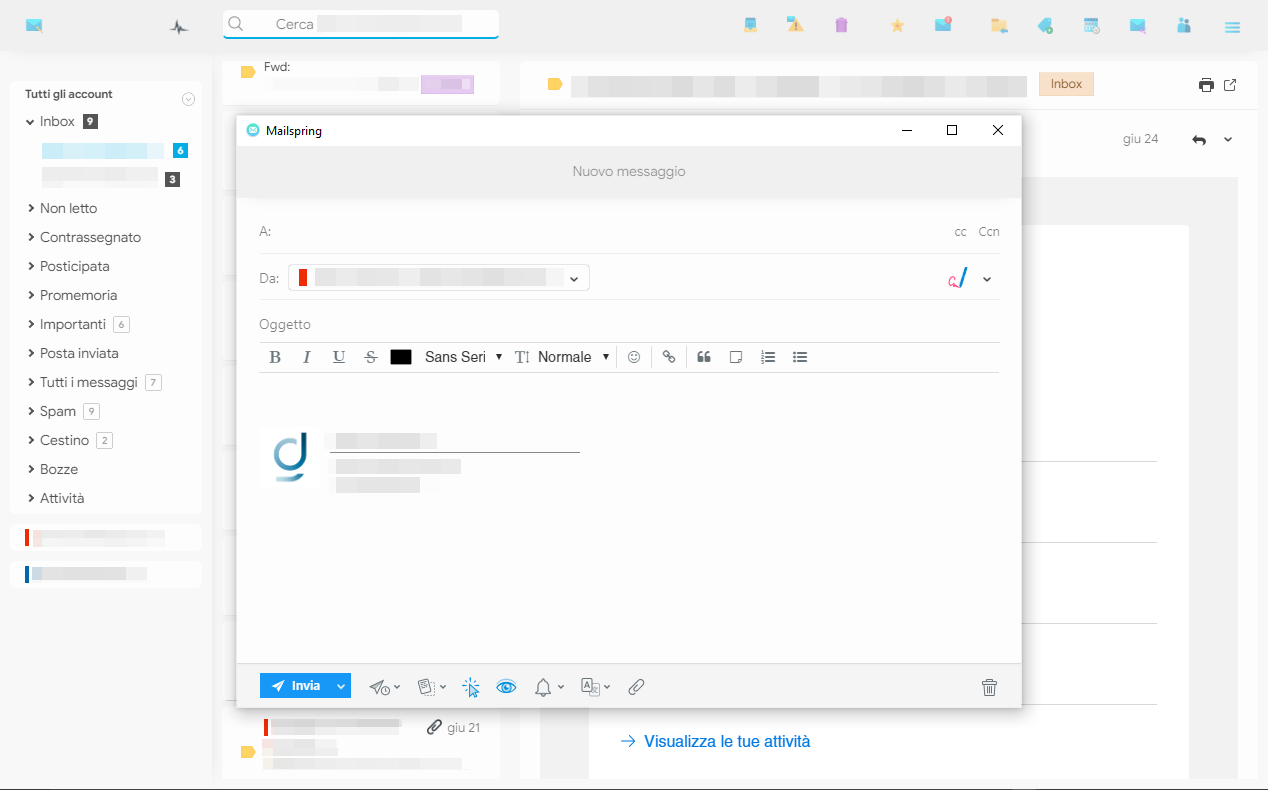 Cerca
Tutti gli account
Inbox 9
6
3
Non letto
Contrassegnato
Posticipata
Promemoria
Importanti 6
Posta inviata
Tutti i messaggi 7
Spam 9
Cestino 2
Bozze
Attività
Fwd:
Inbox
giu 24
Mailspring
Nuovo messaggio
A: cc Ccn
Da:
Oggetto
B I U S Sans Seri Normale
Invia
giu 21
Visualizza le tue attività